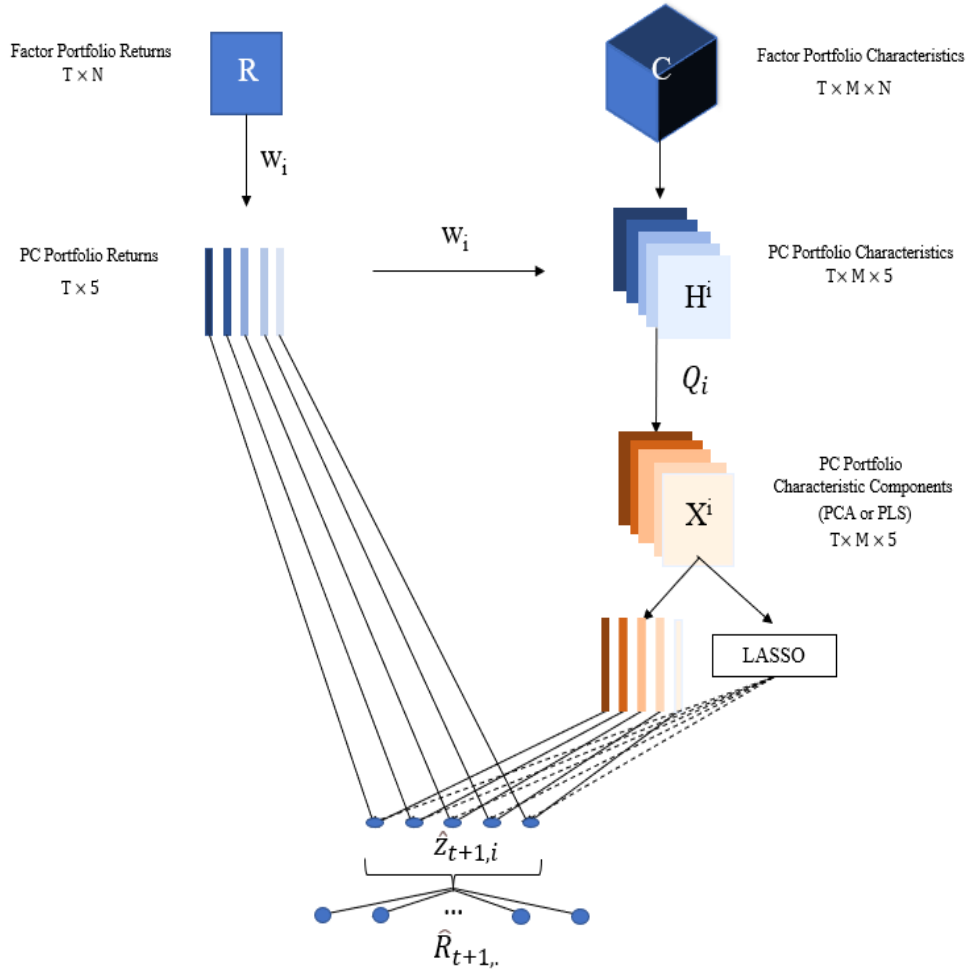 Factor Portfolio Returns
T × N
R
C
Factor Portfolio Characteristics
T × M × N
W_i
PC Portfolio Returns
T × 5
W_i
H^i
PC Portfolio Characteristics
T× M × 5
Q_i
X^i
PC Portfolio
Characteristic Components
(PCA or PLS)
T× M × 5
LASSO
ẑ_{t+1,i}
...
R̂_{t+1,.}